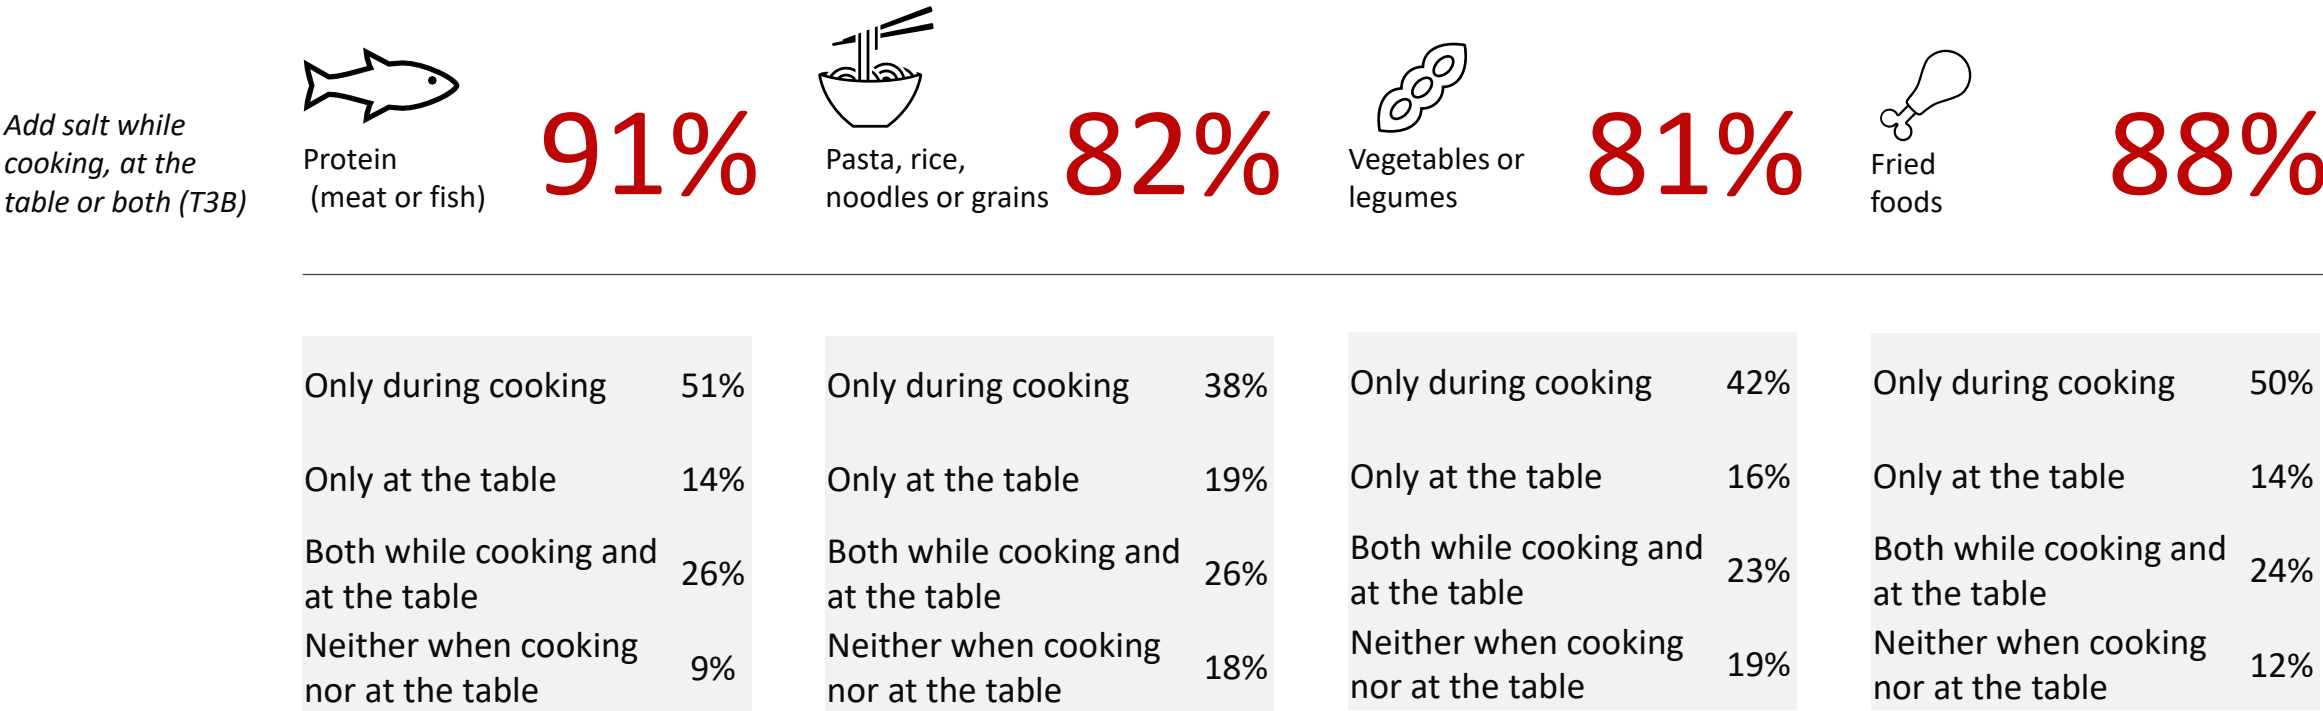 Add salt while
cooking, at the
table or both (T3B)
Protein
(meat or fish)
91%
Pasta, rice,
noodles or grains
82%
Vegetables or
legumes
81%
Fried
foods
88%
Only during cooking 51%
Only at the table 14%
Both while cooking and
at the table
26%
Neither when cooking
nor at the table
9%
Only during cooking 38%
Only at the table 19%
Both while cooking and
at the table
26%
Neither when cooking
nor at the table
18%
Only during cooking 42%
Only at the table 16%
Both while cooking and
at the table
23%
Neither when cooking
nor at the table
19%
Only during cooking 50%
Only at the table 14%
Both while cooking and
at the table
24%
Neither when cooking
nor at the table
12%